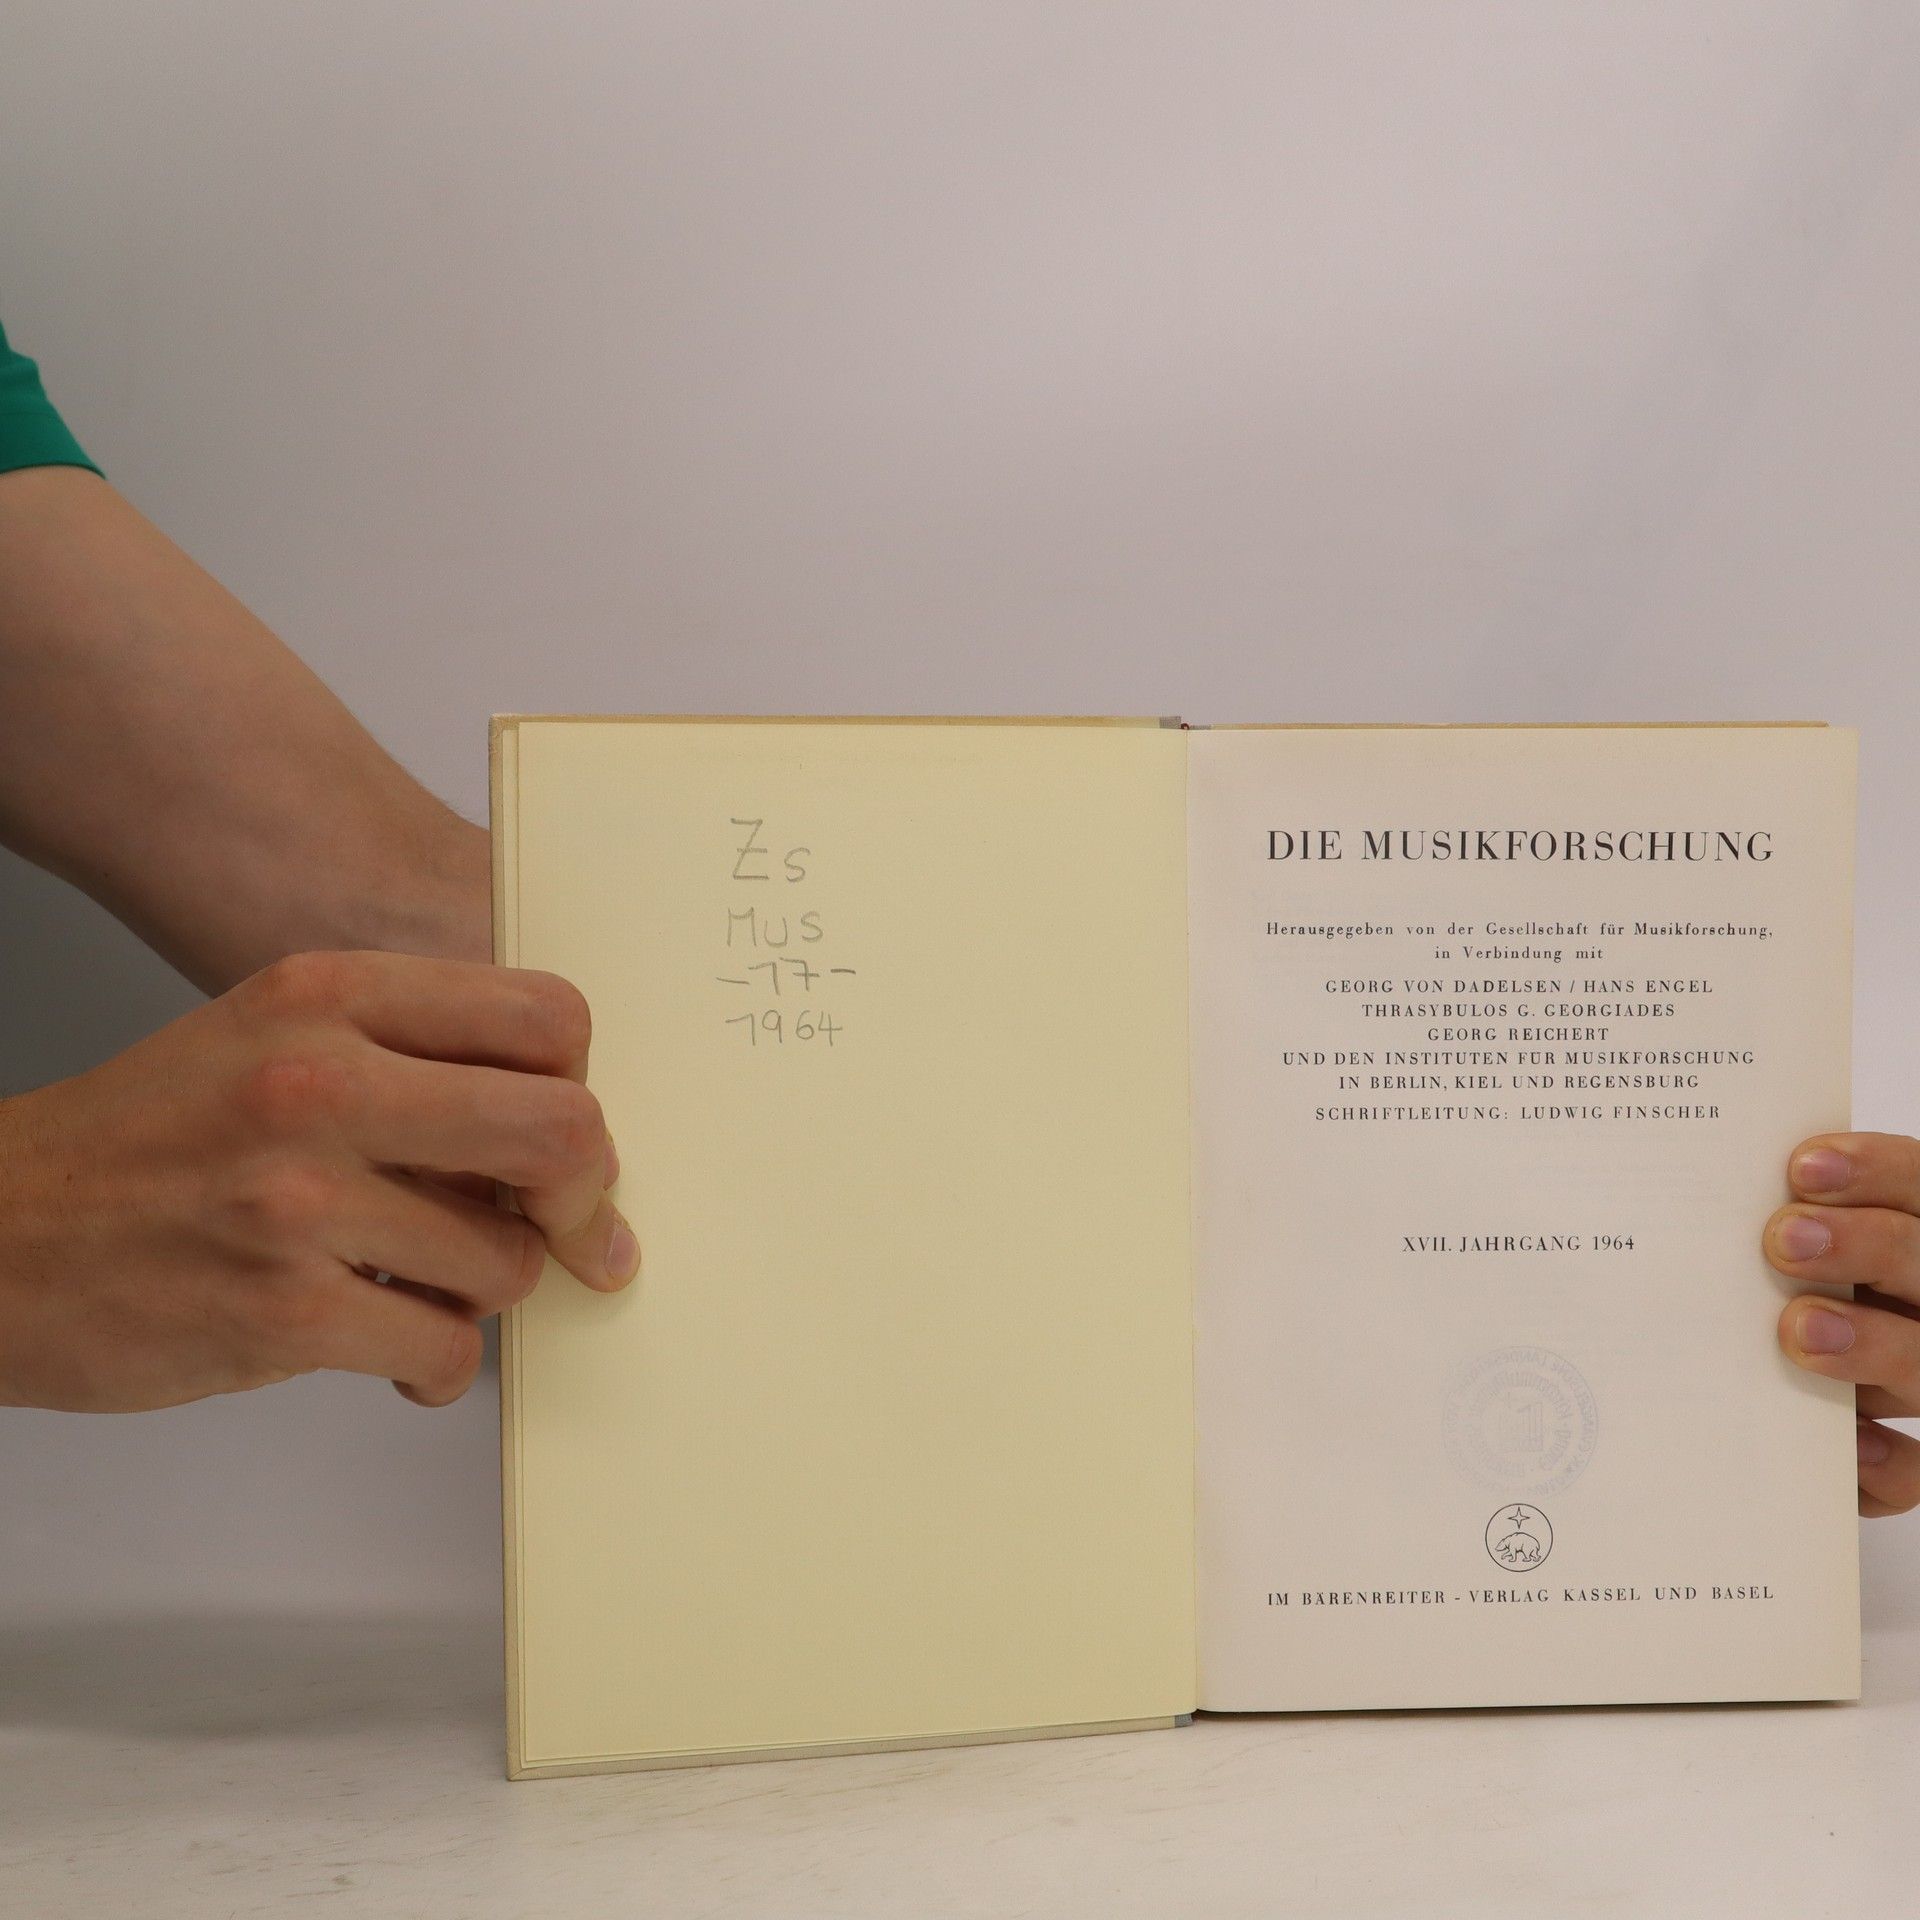 Zs
Mus
-17-
1964
DIE MUSIKFORSCHUNG
Herausgegeben von der Gesellschaft für Musikforschung,
in Verbindung mit
GEORG VON DADELSEN / HANS ENGEL
THRASYBULOS G. GEORGIADES
GEORG REICHERT
UND DEN INSTITUTEN FÜR MUSIKFORSCHUNG
IN BERLIN, KIEL UND REGENSBURG
SCHRIFTLEITUNG: LUDWIG FINSCHER
XVII. JAHRGANG 1964
IM BÄRENREITER - VERLAG KASSEL UND BASEL